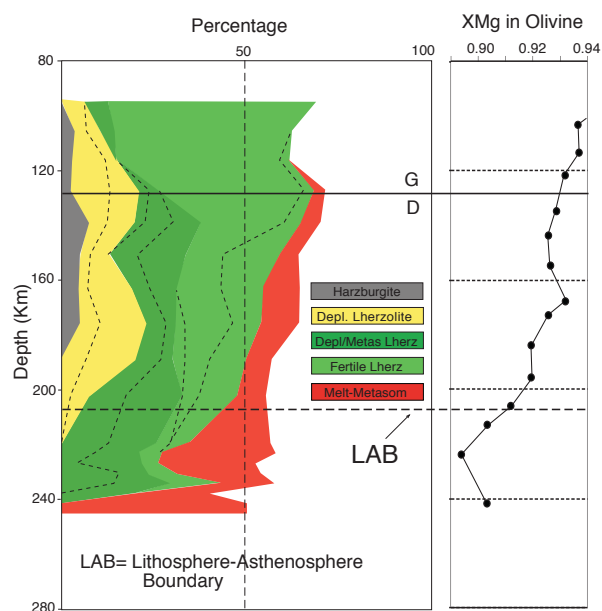 Percentage
50
100
XMg in Olivine
0.90
0.92
0.94
80
120
160
200
240
280
Depth (Km)
G
D
Harzburgite
Depl. Lherzolite
Depl/Metas Lherz
Fertile Lherz
Melt-Metasom
LAB
LAB= Lithosphere-Asthenosphere
Boundary